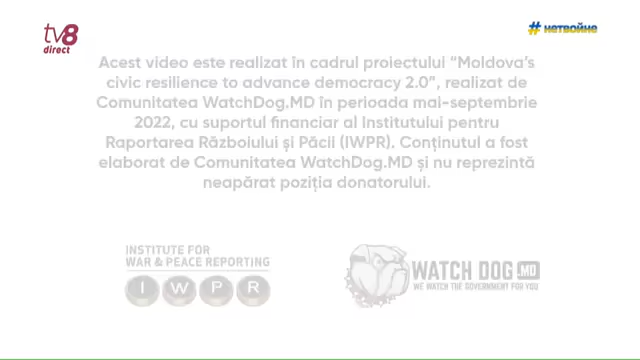 tv8
direct
#нетвойне
Acest video este realizat în cadrul proiectului "Moldova's
civic resilience to advance democracy 2.0", realizat de
Comunitatea WatchDog.MD în perioada mai-septembrie
2022, cu suportul financiar al Institutului pentru
Raportarea Războiului și Păcii (IWPR). Conținutul a fost
elaborat de Comunitatea WatchDog.MD și nu reprezintă
neapărat poziția donatorului.
INSTITUTE FOR
WAR & PEACE REPORTING
I W P R
WATCH DOG.MD
WE WATCH THE GOVERNMENT FOR YOU